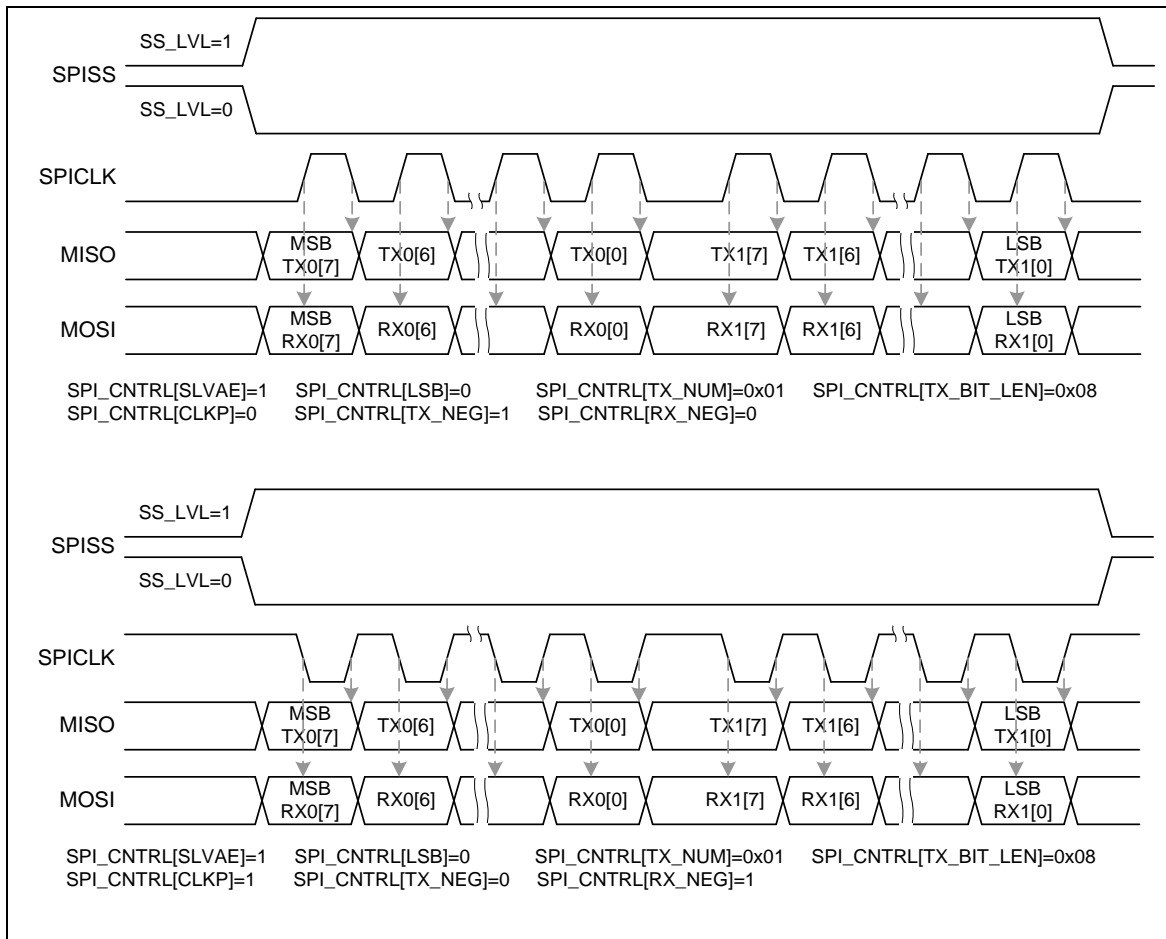 SS_LVL=1
SPISS
SS_LVL=0
SPICLK
MISO
MSB
TX0[7]
TX0[6]
TX0[0]
TX1[7]
TX1[6]
LSB
TX1[0]
MOSI
MSB
RX0[7]
RX0[6]
RX0[0]
RX1[7]
RX1[6]
LSB
RX1[0]
SPI_CNTRL[SLVAE]=1 SPI_CNTRL[LSB]=0 SPI_CNTRL[TX_NUM]=0x01 SPI_CNTRL[TX_BIT_LEN]=0x08
SPI_CNTRL[CLKP]=0 SPI_CNTRL[TX_NEG]=1 SPI_CNTRL[RX_NEG]=0
SS_LVL=1
SPISS
SS_LVL=0
SPICLK
MISO
MSB
TX0[7]
TX0[6]
TX0[0]
TX1[7]
TX1[6]
LSB
TX1[0]
MOSI
MSB
RX0[7]
RX0[6]
RX0[0]
RX1[7]
RX1[6]
LSB
RX1[0]
SPI_CNTRL[SLVAE]=1 SPI_CNTRL[LSB]=0 SPI_CNTRL[TX_NUM]=0x01 SPI_CNTRL[TX_BIT_LEN]=0x08
SPI_CNTRL[CLKP]=1 SPI_CNTRL[TX_NEG]=0 SPI_CNTRL[RX_NEG]=1